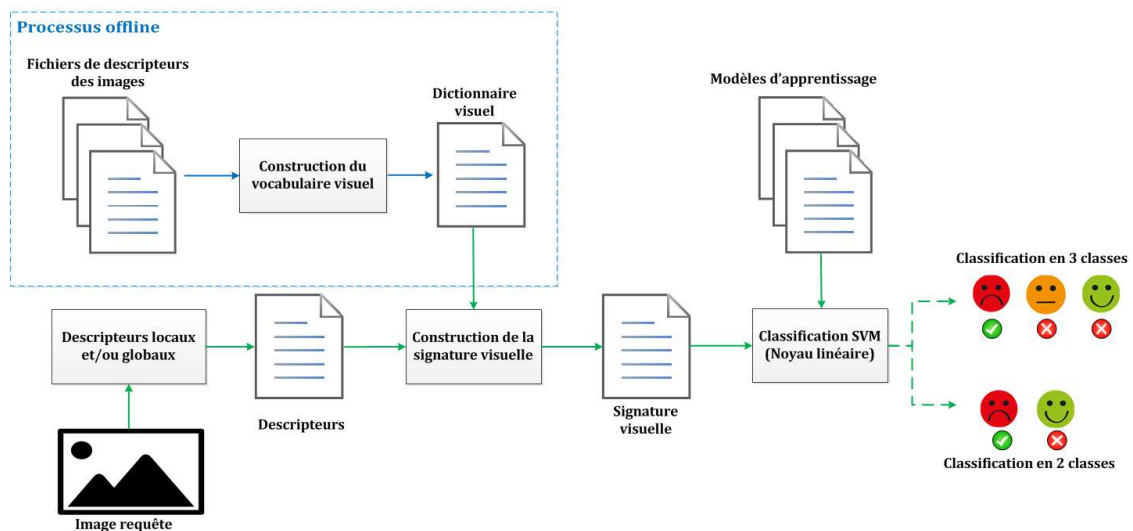 Processus offline
Fichiers de descripteurs
des images
Construction du
vocabulaire visuel
Dictionnaire
visuel
Modèles d'apprentissage
Descripteurs locaux
et/ou globaux
Descripteurs
Construction de la
signature visuelle
Signature
visuelle
Classification SVM
(Noyau linéaire)
Classification en 3 classes
Classification en 2 classes
Image requête